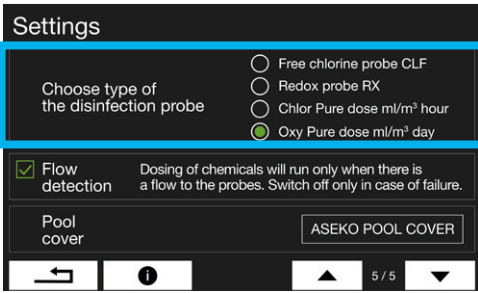 Settings
Choose type of
the disinfection probe
Free chlorine probe CLF
Redox probe RX
Chlor Pure dose ml/m³ hour
Oxy Pure dose ml/m³ day
Flow
detection
Dosing of chemicals will run only when there is
a flow to the probes. Switch off only in case of failure.
Pool
cover
ASEKO POOL COVER
i
5/5